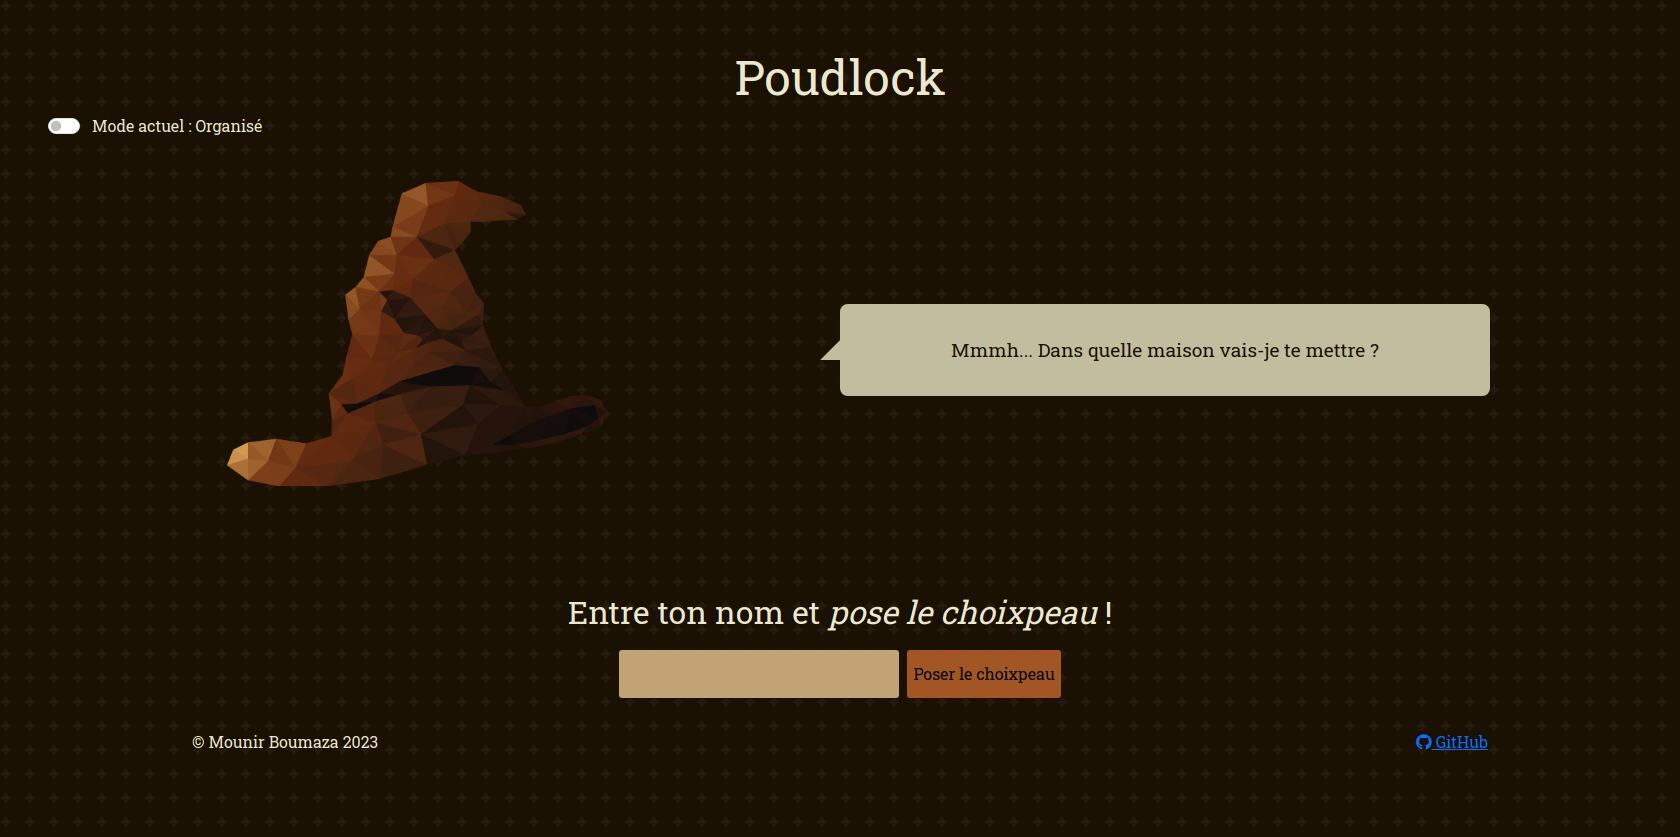 Poudlock
Mode actuel : Organisé
Mmmh... Dans quelle maison vais-je te mettre ?
Entre ton nom et pose le choixpeau !
Poser le choixpeau
© Mounir Boumaza 2023
GitHub